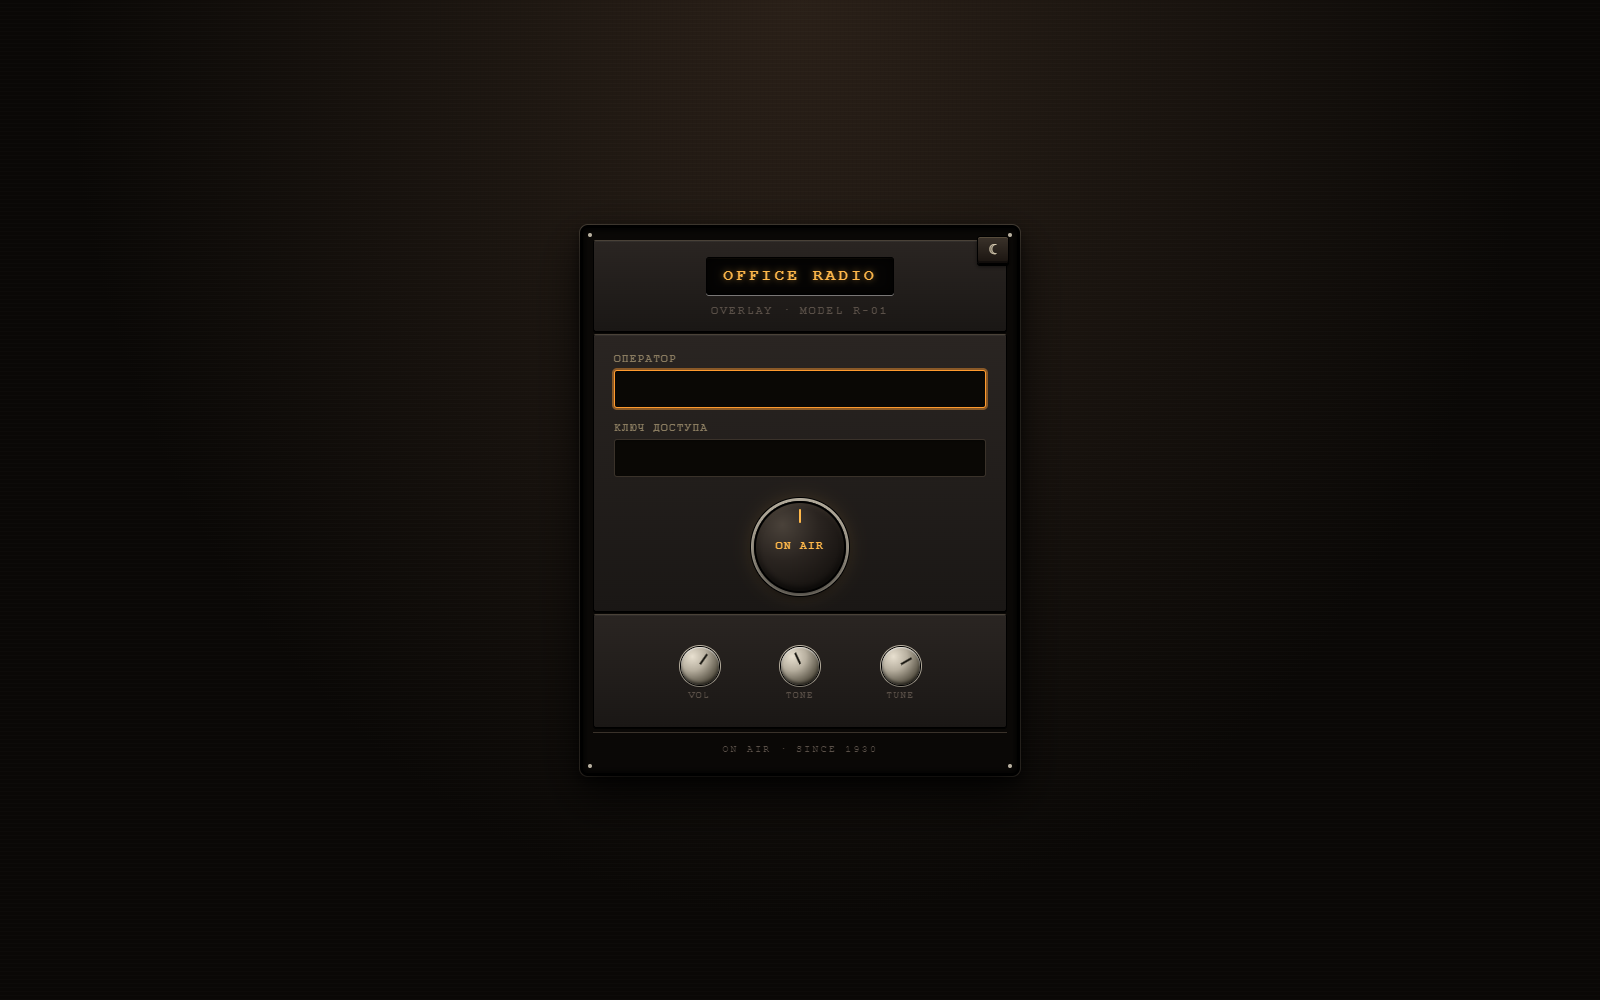 OFFICE RADIO
OVERLAY · MODEL R-01
ОПЕРАТОР
КЛЮЧ ДОСТУПА
ON AIR
VOL TONE TUNE
ON AIR · SINCE 1930